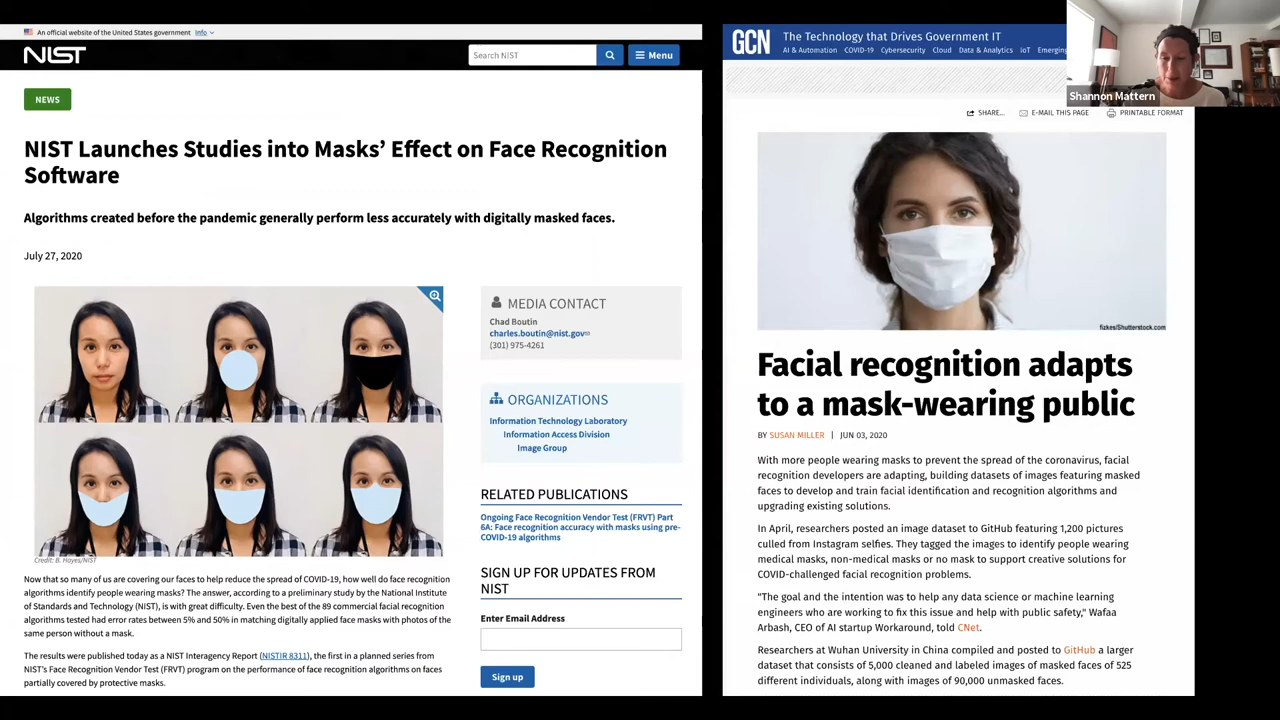 An official website of the United States government Info
NIST
Search NIST
Menu
NEWS
NIST Launches Studies into Masks’ Effect on Face Recognition
Software
Algorithms created before the pandemic generally perform less accurately with digitally masked faces.
July 27, 2020
Credit: B. Hayes/NIST
Now that so many of us are covering our faces to help reduce the spread of COVID-19, how well do face recognition
algorithms identify people wearing masks? The answer, according to a preliminary study by the National Institute
of Standards and Technology (NIST), is with great difficulty. Even the best of the 89 commercial facial recognition
algorithms tested had error rates between 5% and 50% in matching digitally applied face masks with photos of the
same person without a mask.
The results were published today as a NIST Interagency Report (NISTIR 8311), the first in a planned series from
NIST’s Face Recognition Vendor Test (FRVT) program on the performance of face recognition algorithms on faces
partially covered by protective masks.
MEDIA CONTACT
Chad Boutin
charles.boutin@nist.gov
(301) 975-4261
ORGANIZATIONS
Information Technology Laboratory
Information Access Division
Image Group
RELATED PUBLICATIONS
Ongoing Face Recognition Vendor Test (FRVT) Part
6A: Face recognition accuracy with masks using pre-
COVID-19 algorithms
SIGN UP FOR UPDATES FROM
NIST
Enter Email Address
Sign up
GCN
The Technology that Drives Government IT
AI & Automation COVID-19 Cybersecurity Cloud Data & Analytics IoT Emerging
Shannon Mattern
SHARE... E-MAIL THIS PAGE PRINTABLE FORMAT
fizkes/Shutterstock.com
Facial recognition adapts
to a mask-wearing public
BY SUSAN MILLER | JUN 03, 2020
With more people wearing masks to prevent the spread of the coronavirus, facial
recognition developers are adapting, building datasets of images featuring masked
faces to develop and train facial identification and recognition algorithms and
upgrading existing solutions.
In April, researchers posted an image dataset to GitHub featuring 1,200 pictures
culled from Instagram selfies. They tagged the images to identify people wearing
medical masks, non-medical masks or no mask to support creative solutions for
COVID-challenged facial recognition problems.
"The goal and the intention was to help any data science or machine learning
engineers who are working to fix this issue and help with public safety," Wafaa
Arbash, CEO of AI startup Workaround, told CNet.
Researchers at Wuhan University in China compiled and posted to GitHub a larger
dataset that consists of 5,000 cleaned and labeled images of masked faces of 525
different individuals, along with images of 90,000 unmasked faces.